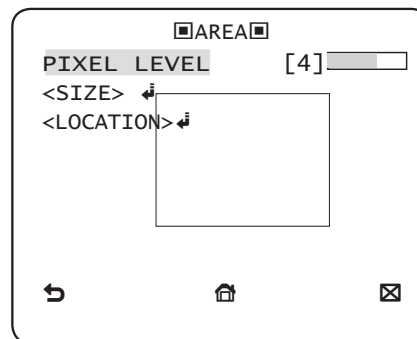 ▣AREA▣
PIXEL LEVEL [4]
<SIZE> ↲
<LOCATION>↲